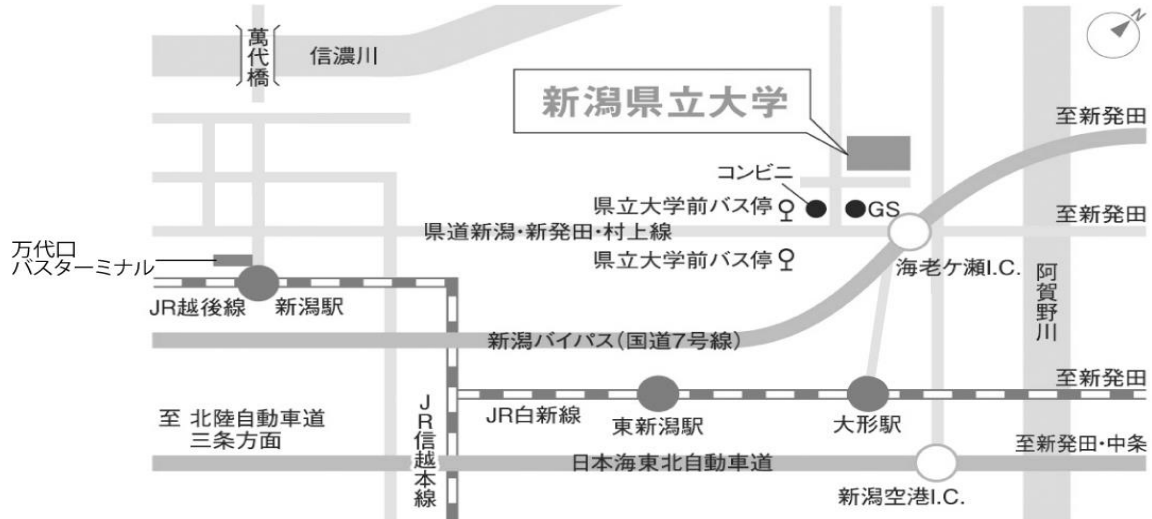 N
萬代橋
信濃川
新潟県立大学
至新発田
コンビニ
県立大学前バス停
GS
県道新潟・新発田・村上線
至新発田
万代口
バスターミナル
県立大学前バス停
海老ケ瀬I.C.
阿賀野川
JR越後線
新潟駅
新潟バイパス(国道7号線)
至新発田
JR白新線
東新潟駅
大形駅
至 北陸自動車道
三条方面
JR信越本線
至新発田・中条
日本海東北自動車道
新潟空港I.C.